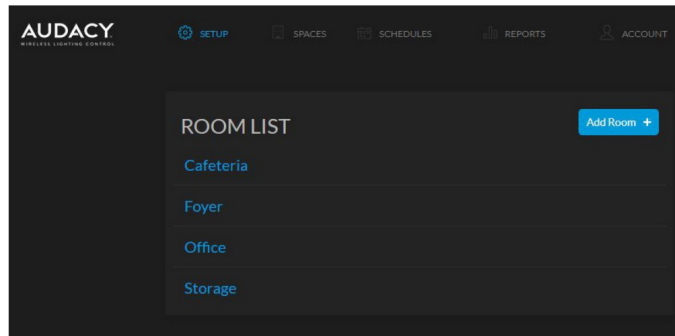 AUDACY.
WIRELESS LIGHTING CONTROL
SETUP SPACES SCHEDULES REPORTS ACCOUNT
ROOM LIST
Add Room +
Cafeteria
Foyer
Office
Storage